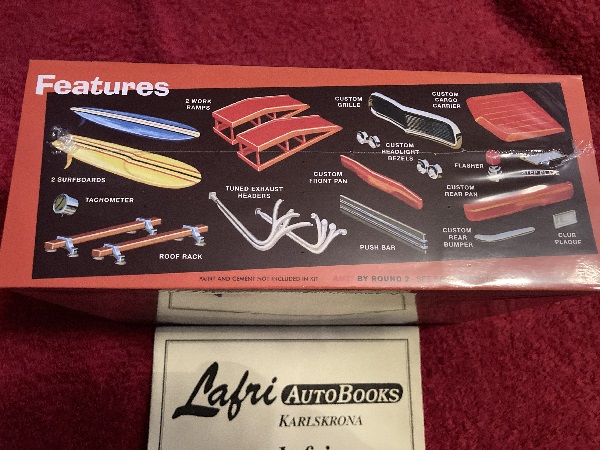 Features
2 WORK
RAMPS
CUSTOM
GRILLE
CUSTOM
CARGO
CARRIER
CUSTOM
HEADLIGHT
BEZELS
FLASHER
2 SURFBOARDS
CUSTOM
FRONT PAN
CUSTOM
REAR PAN
TACHOMETER
TUNED EXHAUST
HEADERS
ROOF RACK
PUSH BAR
CUSTOM
REAR
BUMPER
CLUB
PLAQUE
PAINT AND CEMENT NOT INCLUDED IN KIT
BY ROUND 2
Lafri AUTOBOOKS
KARLSKRONA